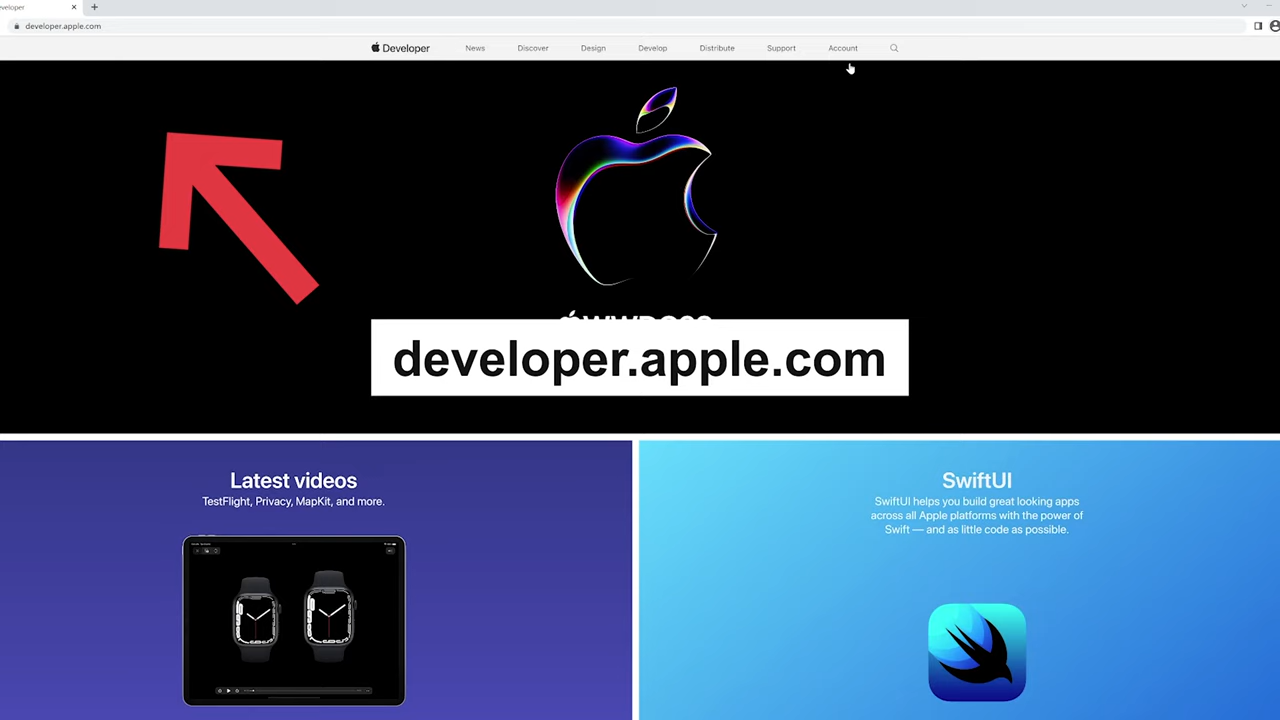 eveloper
developer.apple.com
Developer
News
Discover
Design
Develop
Distribute
Support
Account
developer.apple.com
Latest videos
TestFlight, Privacy, MapKit, and more.
SwiftUI
SwiftUI helps you build great looking apps
across all Apple platforms with the power of
Swift — and as little code as possible.